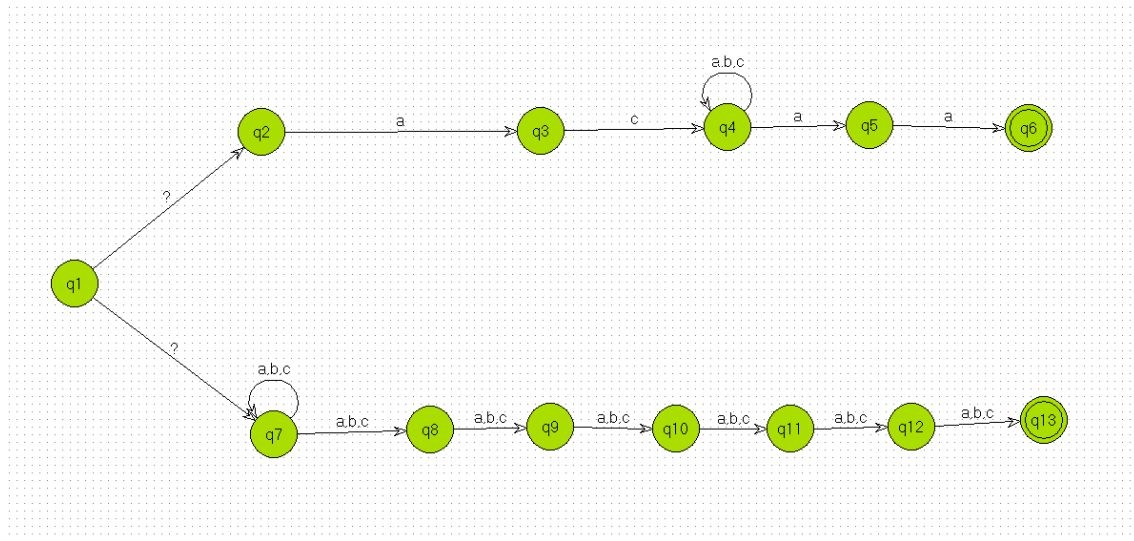 a.b,c
q2 a q3 c q4 a q5 a q6
?
q1
?
a,b,c
q7 a,b,c q8 a,b,c q9 a,b,c q10 a,b,c q11 a,b,c q12 a,b,c q13